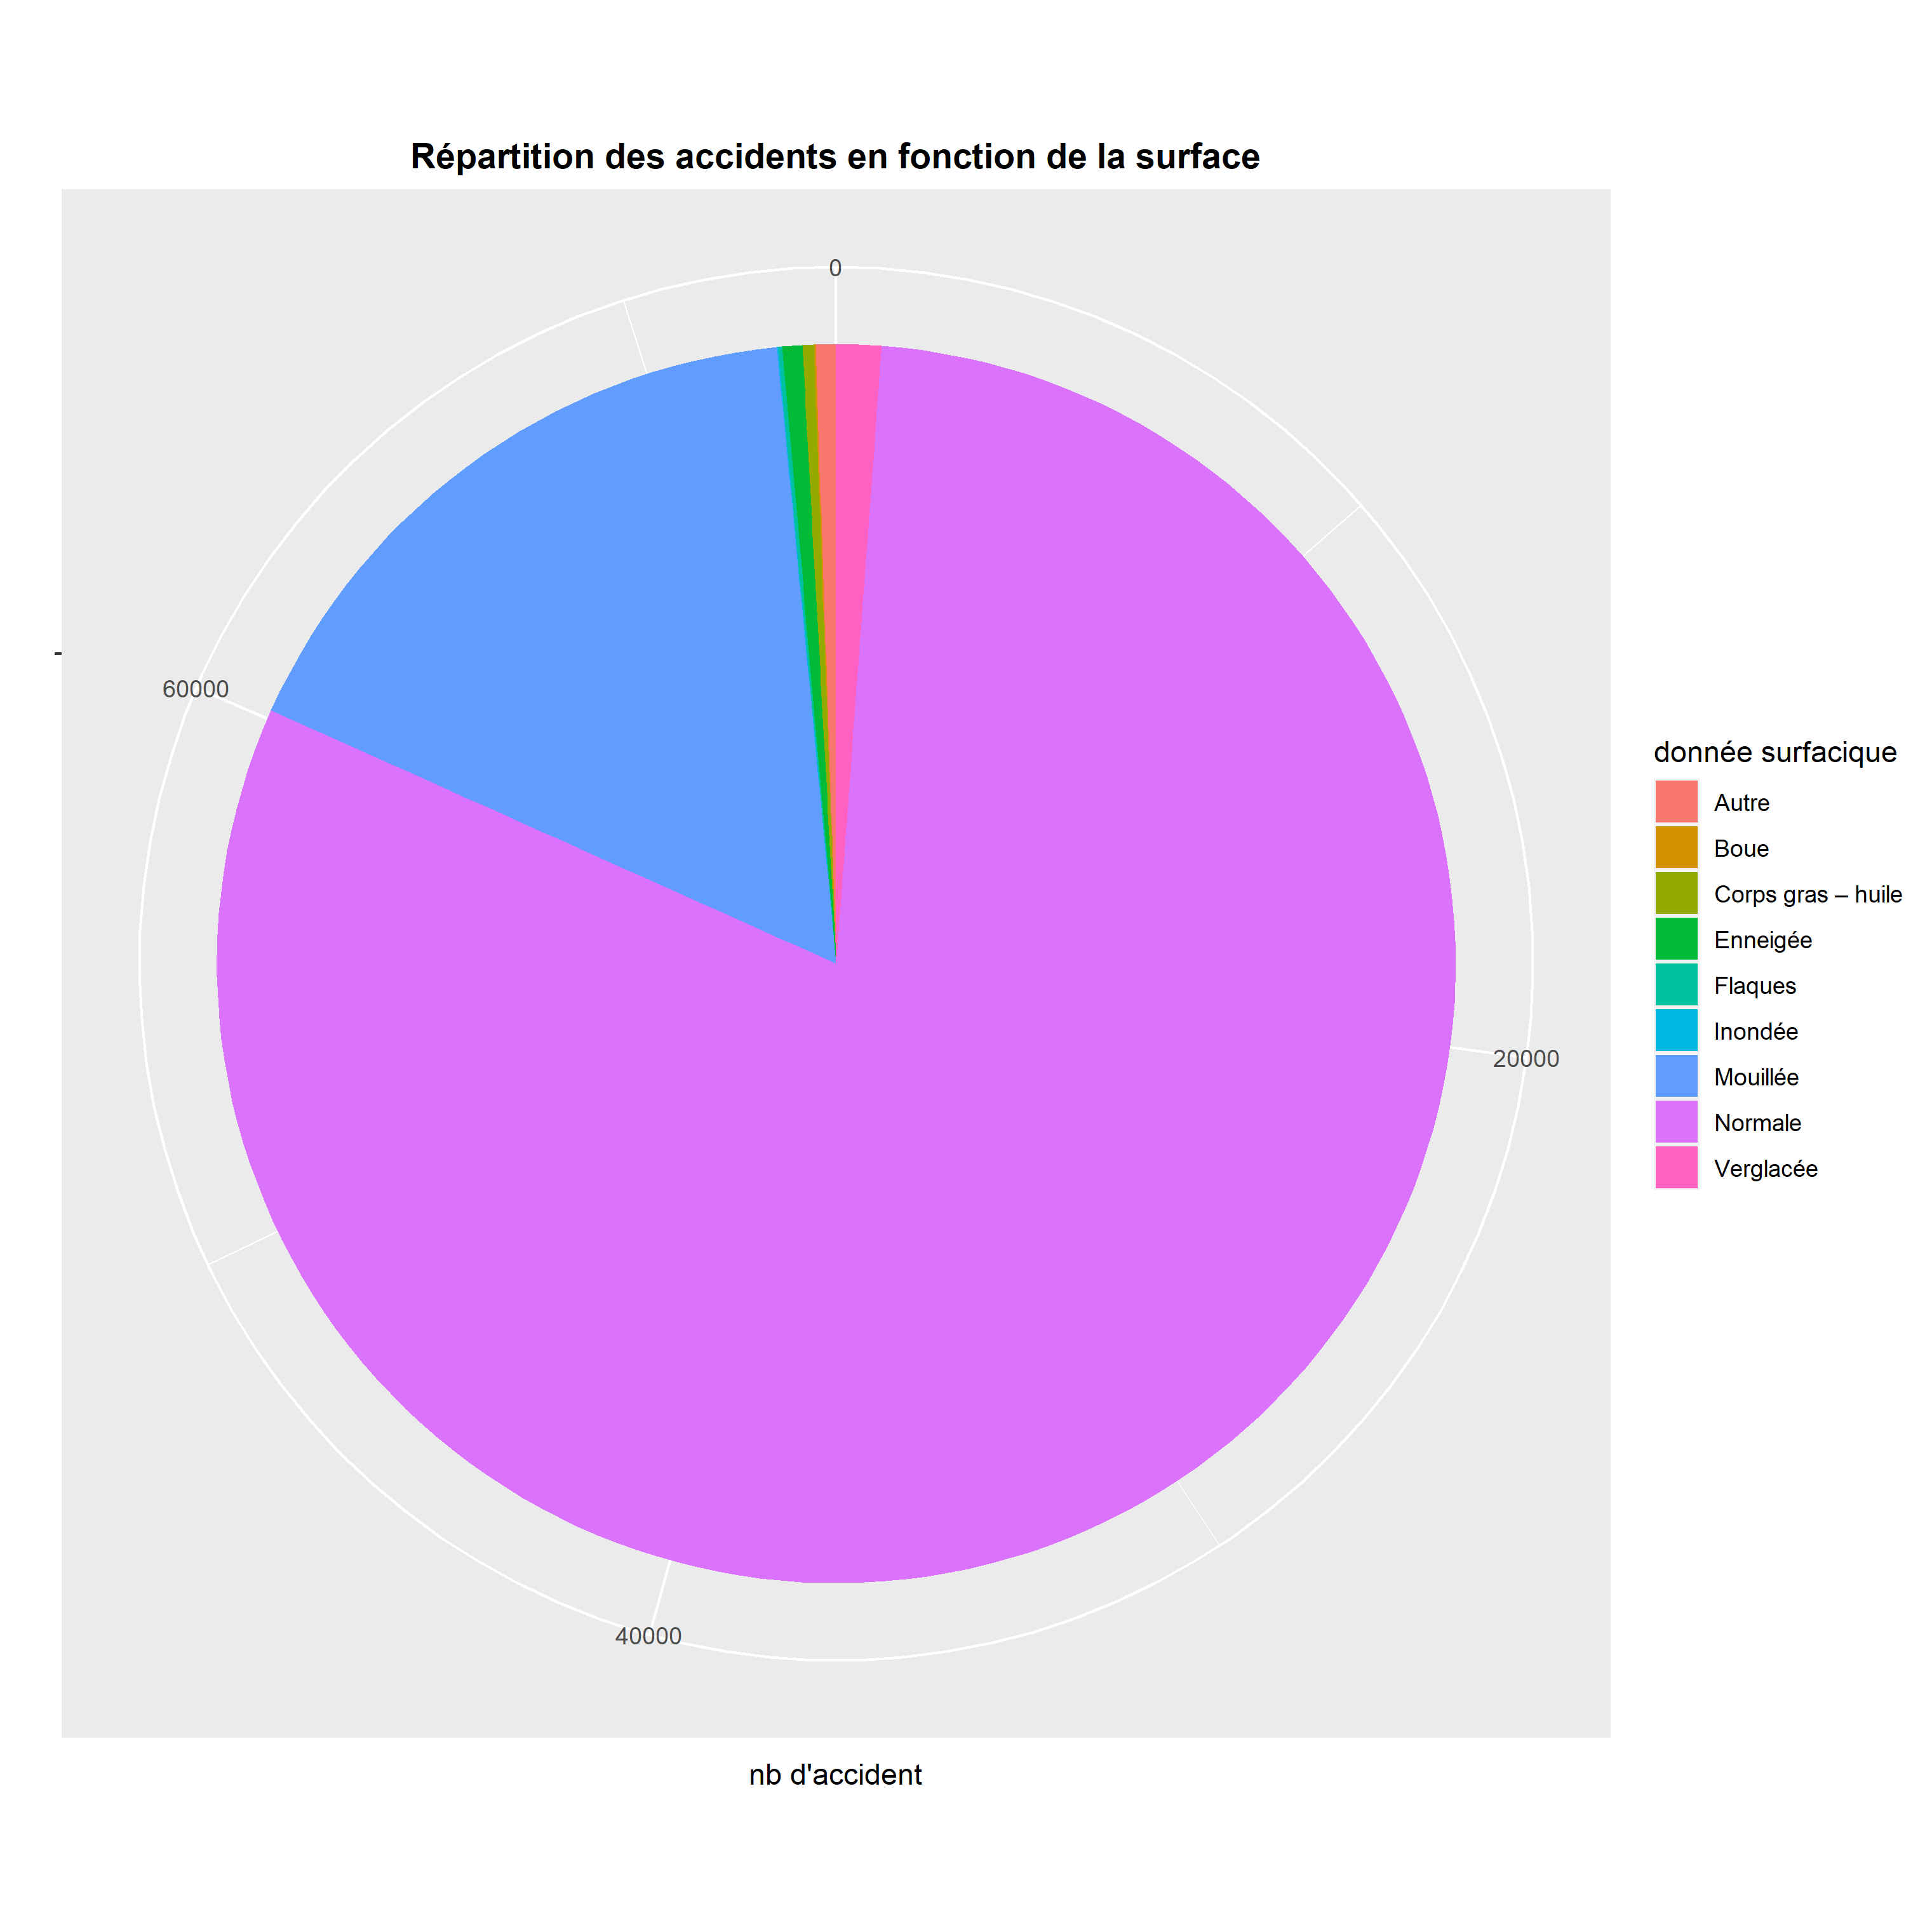 Répartition des accidents en fonction de la surface
0
60000
20000
40000
nb d'accident
donnée surfacique
Autre
Boue
Corps gras – huile
Enneigée
Flaques
Inondée
Mouillée
Normale
Verglacée